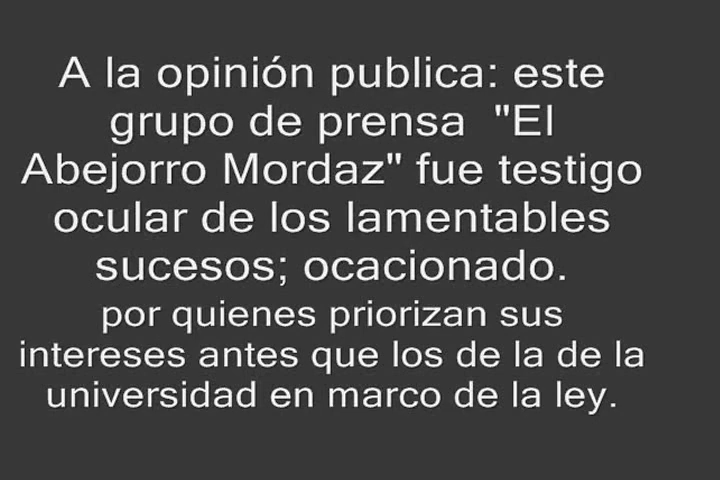 A la opinión publica: este
grupo de prensa  "El
Abejorro Mordaz" fue testigo
ocular de los lamentables
sucesos; ocacionado.
por quienes priorizan sus
intereses antes que los de la de la
universidad en marco de la ley.